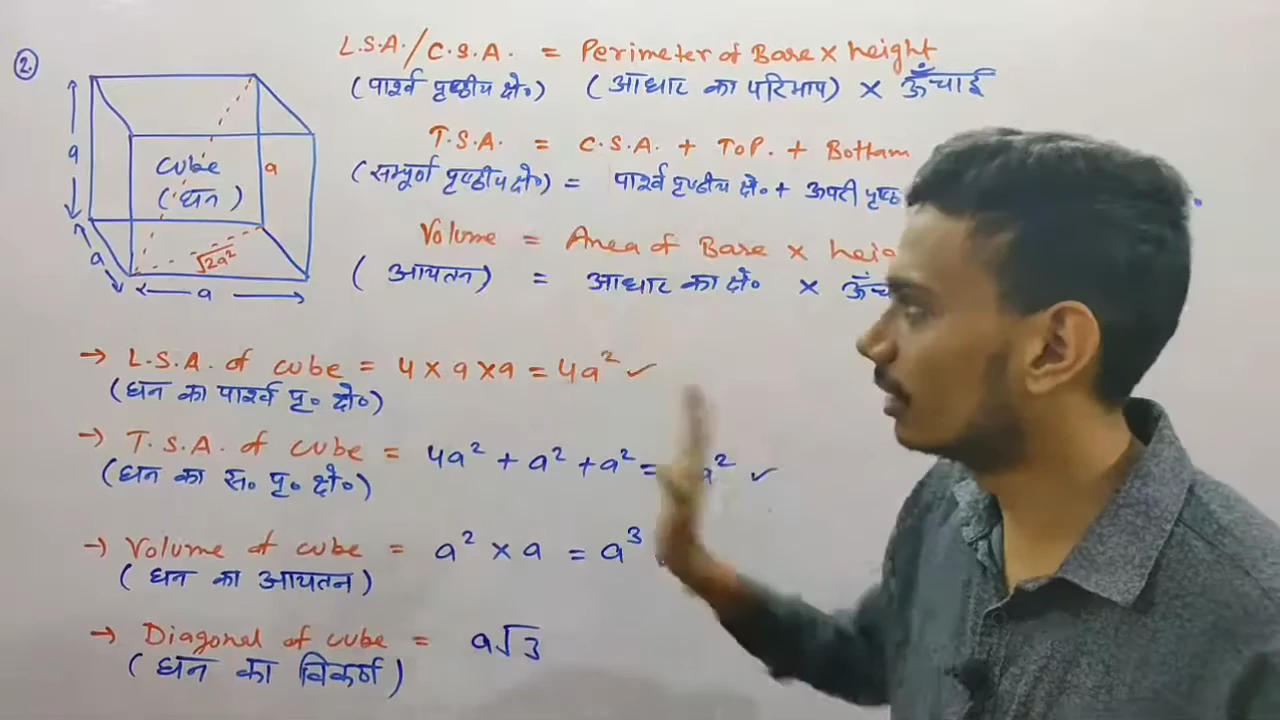 2.
L.S.A./C.S.A. = Perimeter of Base x height
(पार्श्व पृष्ठीय क्षे०) (आधार का परिमाप) x ऊँचाई
T.S.A. = C.S.A. + TOP. + Bottam
(सम्पूर्ण पृष्ठीय क्षे०) = पार्श्व पृष्ठीय क्षे० + ऊपरी पृष्ठ
Volume = Area of Base x
(आयतन) = आधार का क्षे० x
a
cube
(घन)
a
a
√2a²
a
→ L.S.A. of cube = 4 x a x a = 4a² ✓
(घन का पार्श्व पृ० क्षे०)
→ T.S.A. of cube = 4a² + a² + a² = a² ✓
(घन का स० पृ० क्षे०)
→ Volume of cube = a² x a = a³
(घन का आयतन)
→ Diagonal of cube = a√3
(घन का विकर्ण)